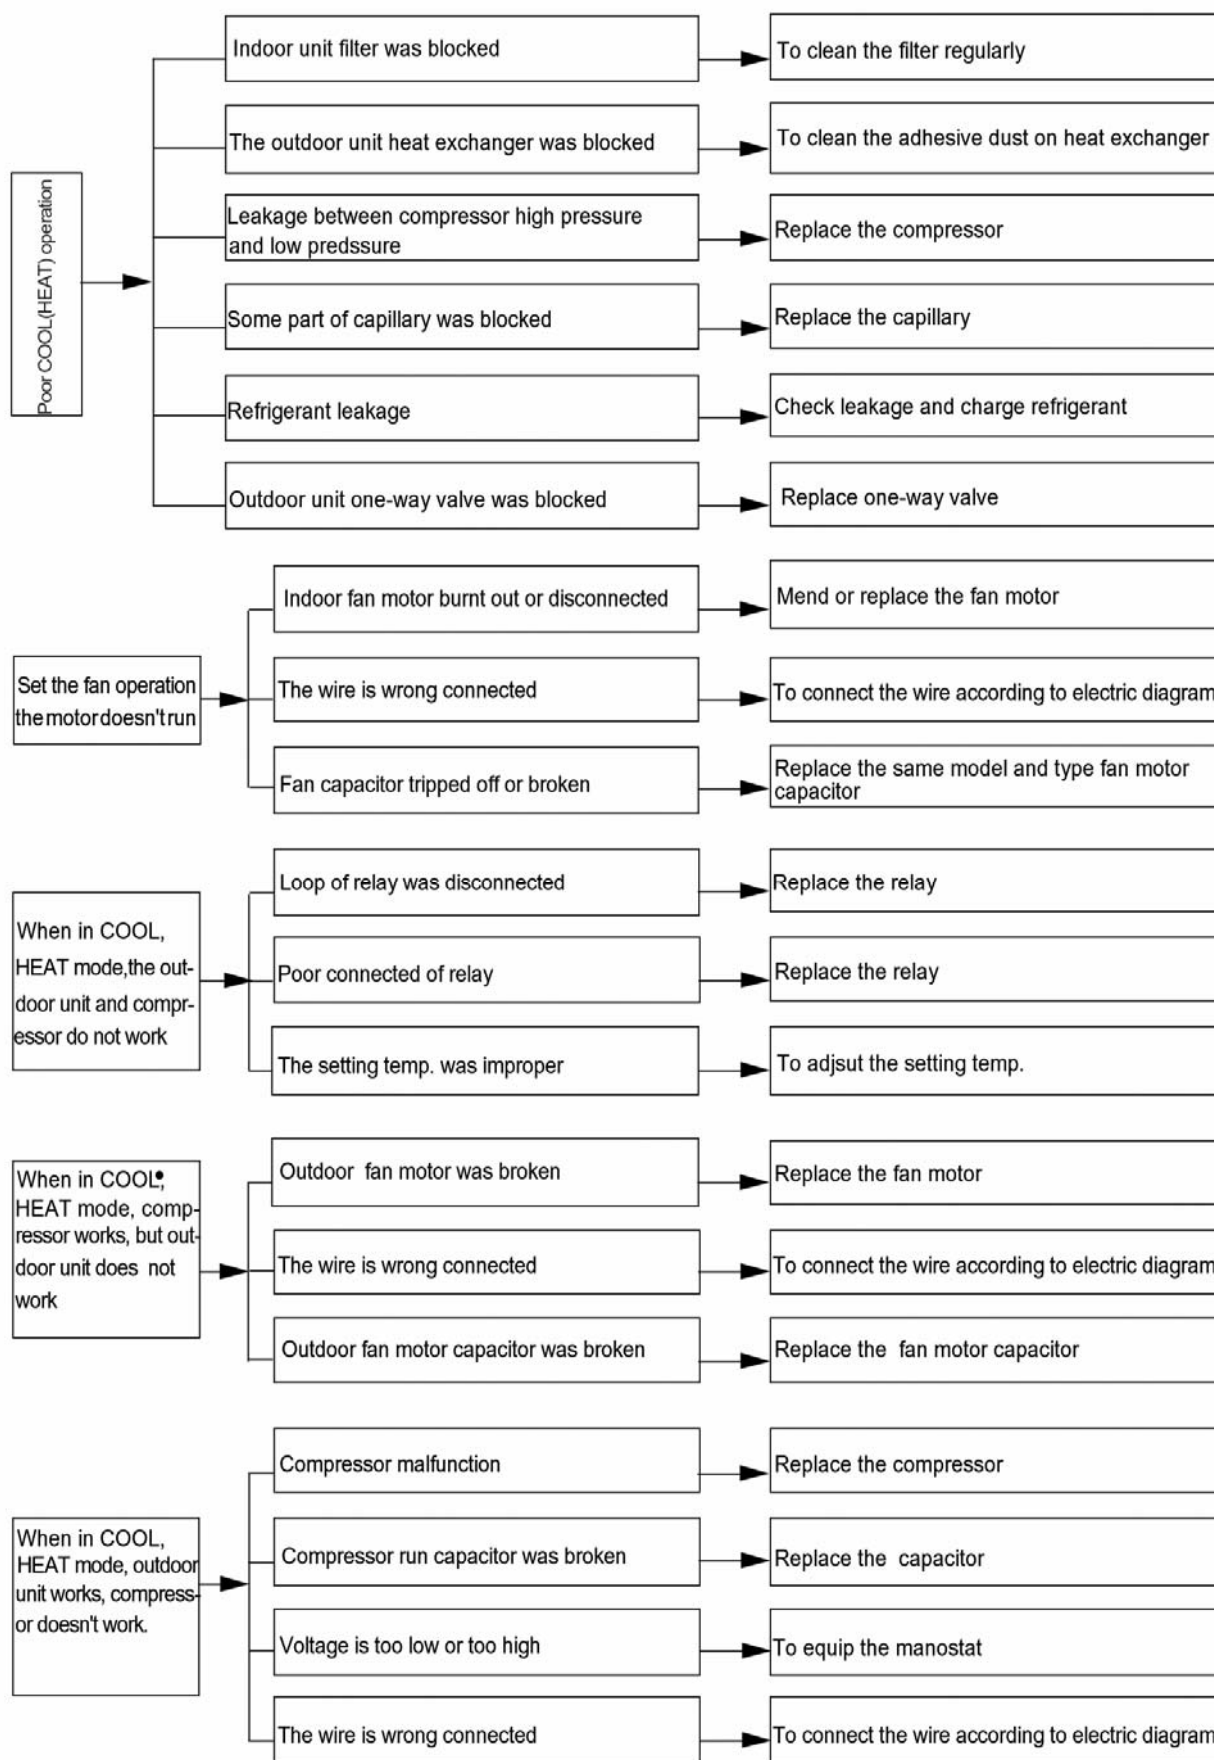 Indoor unit filter was blocked
To clean the filter regularly
The outdoor unit heat exchanger was blocked
To clean the adhesive dust on heat exchanger
Poor COOL(HEAT) operation
Leakage between compressor high pressure
and low predssure
Replace the compressor
Some part of capillary was blocked
Replace the capillary
Refrigerant leakage
Check leakage and charge refrigerant
Outdoor unit one-way valve was blocked
Replace one-way valve
Set the fan operation
the motor doesn't run
Indoor fan motor burnt out or disconnected
Mend or replace the fan motor
The wire is wrong connected
To connect the wire according to electric diagram
Fan capacitor tripped off or broken
Replace the same model and type fan motor
capacitor
When in COOL,
HEAT mode,the out-
door unit and compr-
essor do not work
Loop of relay was disconnected
Replace the relay
Poor connected of relay
Replace the relay
The setting temp. was improper
To adjsut the setting temp.
When in COOL,
HEAT mode, comp-
ressor works, but out-
door unit does not
work
Outdoor fan motor was broken
Replace the fan motor
The wire is wrong connected
To connect the wire according to electric diagram
Outdoor fan motor capacitor was broken
Replace the fan motor capacitor
When in COOL,
HEAT mode, outdoor
unit works, compress-
or doesn't work.
Compressor malfunction
Replace the compressor
Compressor run capacitor was broken
Replace the capacitor
Voltage is too low or too high
To equip the manostat
The wire is wrong connected
To connect the wire according to electric diagram